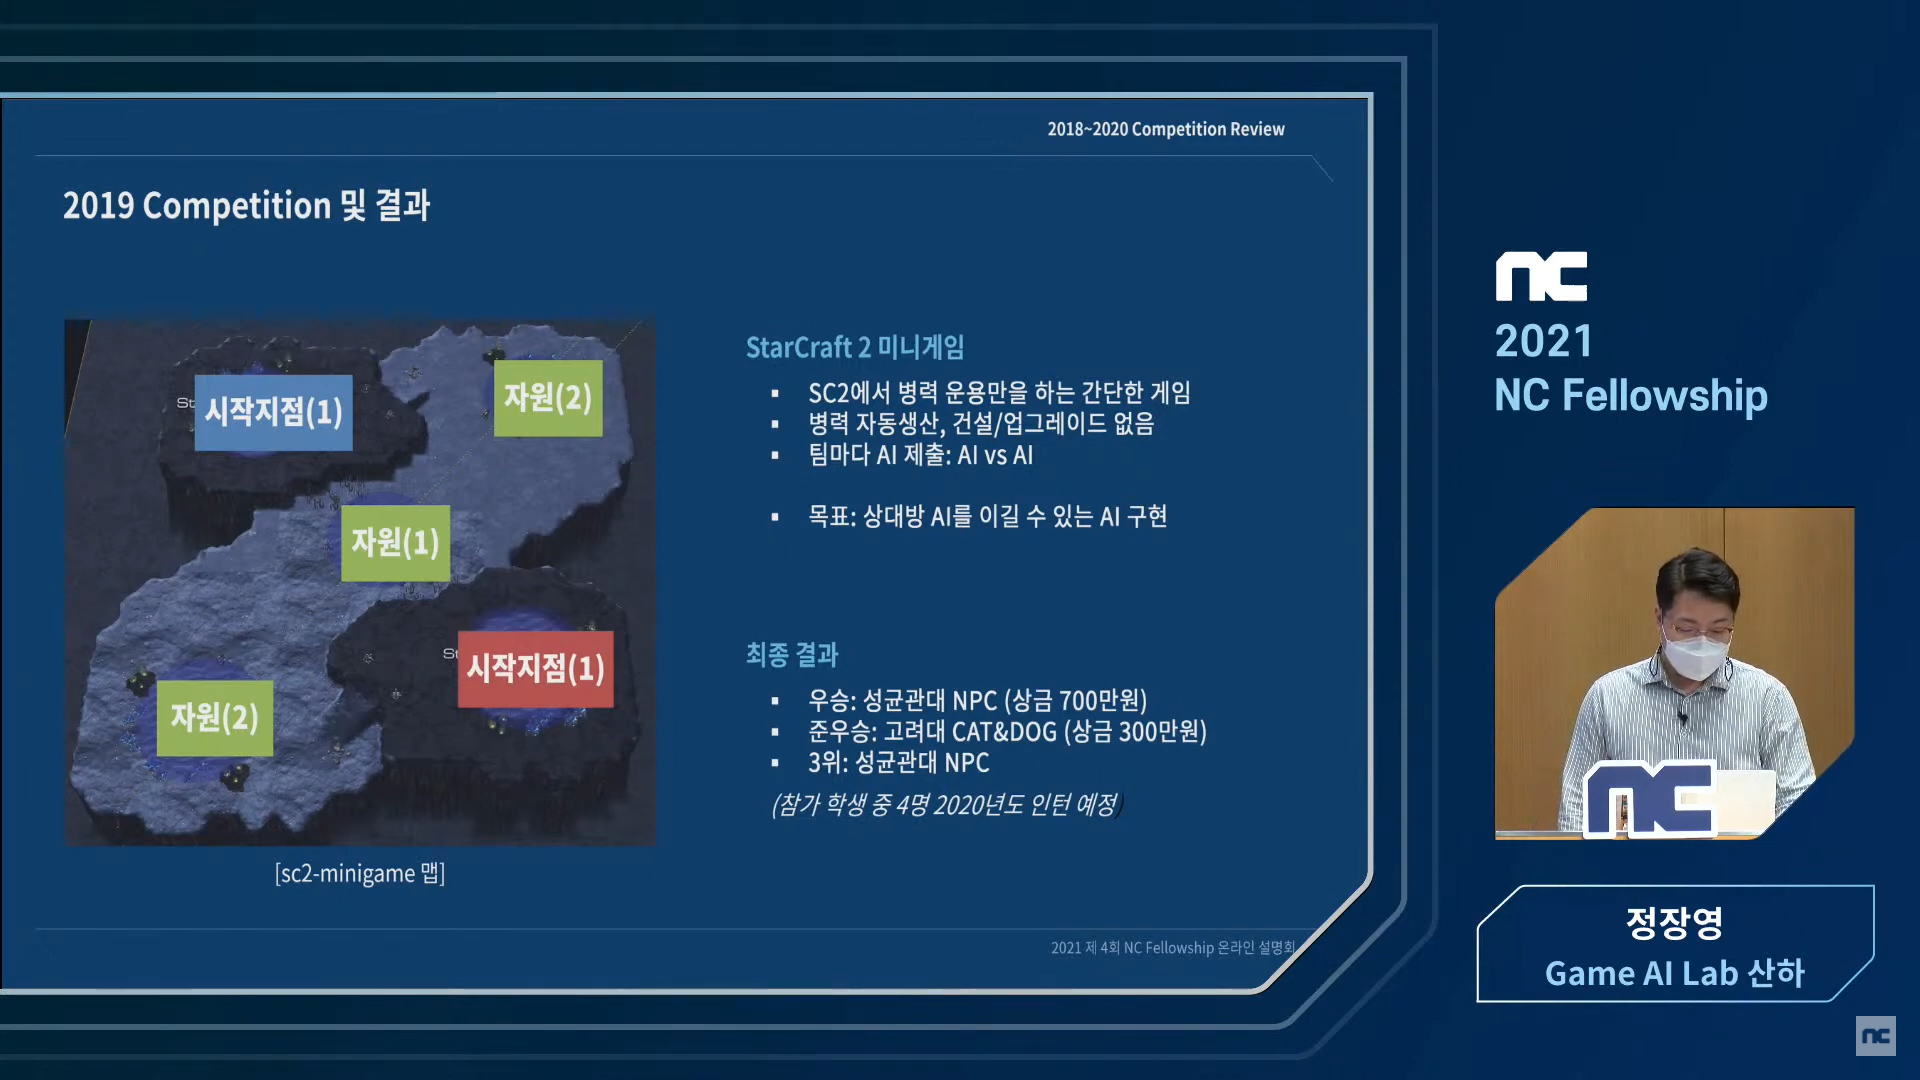 2018~2020 Competition Review
2019 Competition 및 결과
St
시작지점(1)
자원(2)
자원(1)
St
시작지점(1)
자원(2)
[sc2-minigame 맵]
StarCraft 2 미니게임
▪ SC2에서 병력 운용만을 하는 간단한 게임
▪ 병력 자동생산, 건설/업그레이드 없음
▪ 팀마다 AI 제출: AI vs AI
▪ 목표: 상대방 AI를 이길 수 있는 AI 구현
최종 결과
▪ 우승: 성균관대 NPC (상금 700만원)
▪ 준우승: 고려대 CAT&DOG (상금 300만원)
▪ 3위: 성균관대 NPC
(참가 학생 중 4명 2020년도 인턴 예정)
2021 제 4회 NC Fellowship 온라인 설명회
nc
2021
NC Fellowship
nc
정장영
Game AI Lab 산하
nc